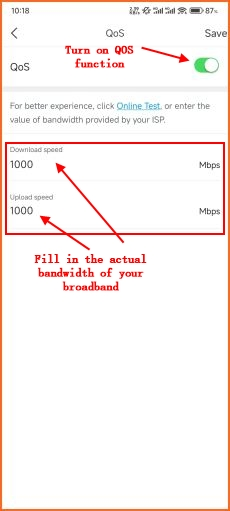 10:18
87%
QoS
Save
Turn on QOS
function
QoS
For better experience, click Online Test, or enter the
value of bandwidth provided by your ISP.
Download speed
1000
Mbps
Upload speed
1000
Mbps
Fill in the actual
bandwidth of your
broadband